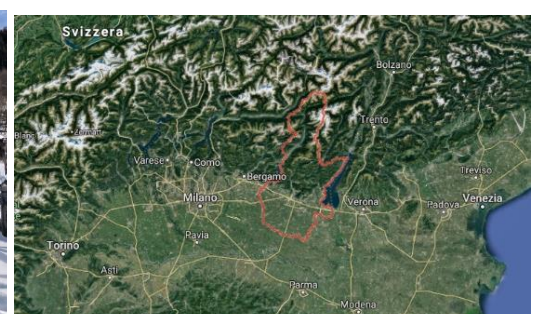 Svizzera
Bolzano
Trento
Varese
Como
Bergamo
Treviso
Milano
Verona
Padova
Venezia
Pavia
Torino
Asti
Parma
Modena